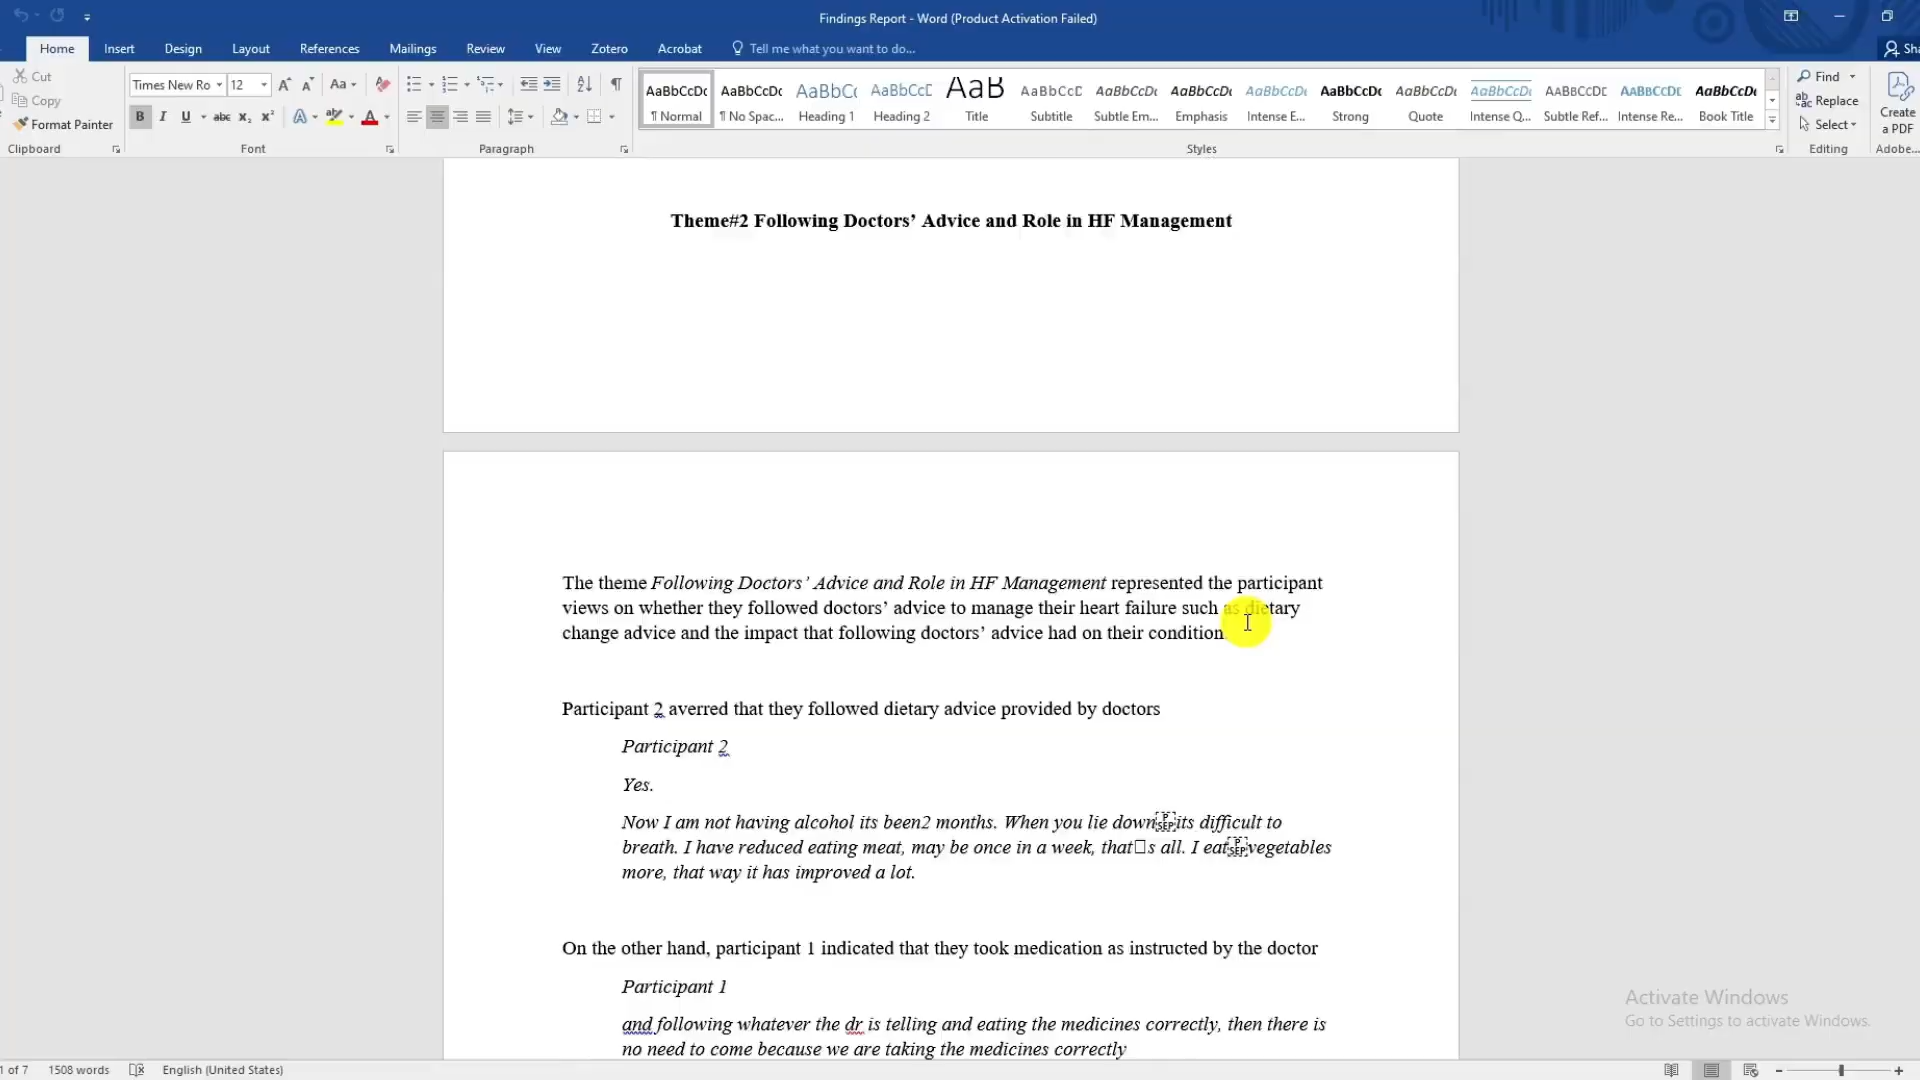 Findings Report - Word (Product Activation Failed)
Home Insert Design Layout References Mailings Review View Zotero Acrobat Tell me what you want to do... Sha
Cut
Copy
Format Painter
Clipboard
Times New Ro 12
Font
Paragraph
AaBbCcDc AaBbCcDc AaBbCc AaBbCcC AaB AaBbCcC AaBbCcDc AaBbCcDc AaBbCcDc AaBbCcDc AaBbCcDc AaBbCcDc AaBbCcDc AaBbCcDc AaBbCcDc
¶ Normal ¶ No Spac... Heading 1 Heading 2 Title Subtitle Subtle Em... Emphasis Intense E... Strong Quote Intense Q... Subtle Ref... Intense Re... Book Title
Styles
Find
Replace
Select
Editing
Create
a PDF
Adobe...
Theme#2 Following Doctors’ Advice and Role in HF Management
The theme Following Doctors’ Advice and Role in HF Management represented the participant
views on whether they followed doctors’ advice to manage their heart failure such as dietary
change advice and the impact that following doctors’ advice had on their condition.
Participant 2 averred that they followed dietary advice provided by doctors
Participant 2
Yes.
Now I am not having alcohol its been2 months. When you lie down PSEP its difficult to
breath. I have reduced eating meat, may be once in a week, that□s all. I eat PSEP vegetables
more, that way it has improved a lot.
On the other hand, participant 1 indicated that they took medication as instructed by the doctor
Participant 1
and following whatever the dr is telling and eating the medicines correctly, then there is
no need to come because we are taking the medicines correctly
Activate Windows
Go to Settings to activate Windows.
1 of 7 1508 words English (United States)